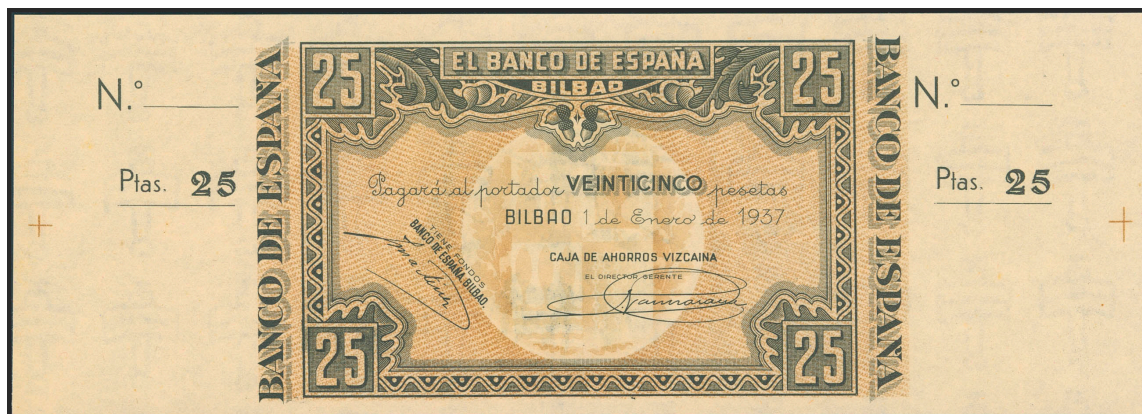 N.º
Ptas. 25
BANCO DE ESPAÑA
25
EL BANCO DE ESPAÑA
BILBAO
25
Pagará al portador VEINTICINCO pesetas
BILBAO 1 de Enero de 1937
TIENE FONDOS
BANCO DE ESPAÑA. BILBAO.
CAJA DE AHORROS VIZCAINA
EL DIRECTOR GERENTE
25
25
BANCO DE ESPAÑA
N.º
Ptas. 25